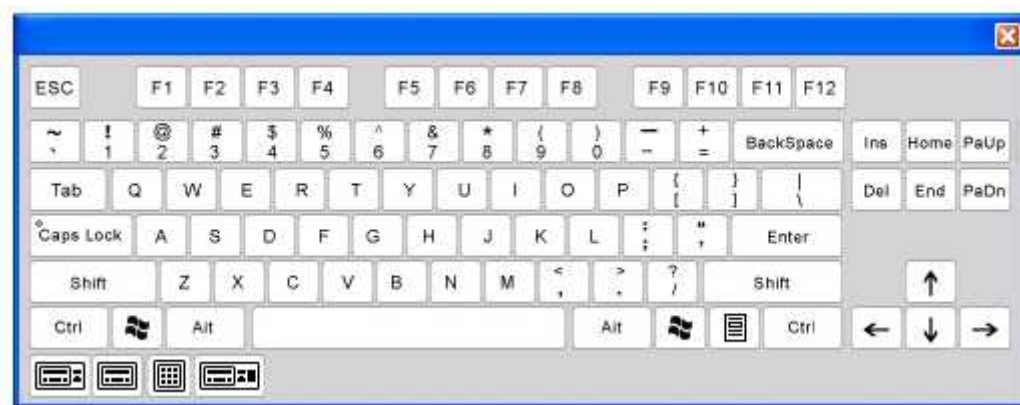 ESC F1 F2 F3 F4 F5 F6 F7 F8 F9 F10 F11 F12
~ ! @ # $ % ^ & * ( ) — +
` 1 2 3 4 5 6 7 8 9 0 - = BackSpace Ins Home PaUp
Tab Q W E R T Y U I O P { [ } ] | \ Del End PaDn
Caps Lock A S D F G H J K L : ; " ' Enter
Shift Z X C V B N M < , > . ? / Shift ↑
Ctrl Alt Alt Ctrl ← ↓ →